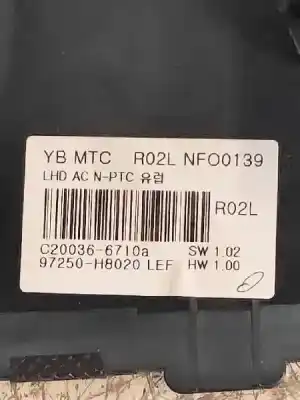 YB MTC R02L NFO0139
LHD AC N-PTC 유럽
R02L
C20036-6710a SW 1.02
97250-H8020 LEF HW 1.00